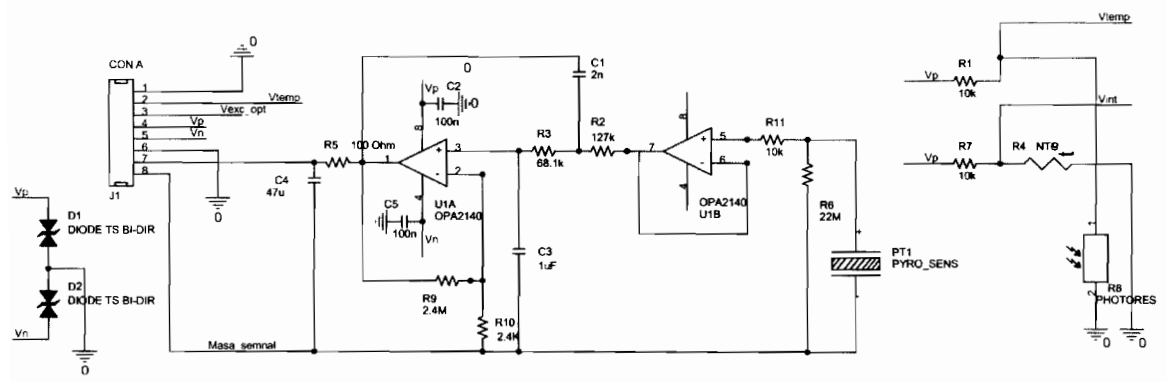 CON.A
0
1
2
Vtemp
3
Vexc_opt
4
Vp
5
Vn
6
7
8
J1
0
Vp
D1
DIODE TS BI-DIR
D2
DIODE TS BI-DIR
Vn
0
Masa_semnal
R5
100 Ohm
C4
47u
0
Vp
C2
0
100n
8
1
3
2
+
-
4
U1A
OPA2140
C5
100n
Vn
R9
2.4M
R10
2.4K
C1
2n
R3
68.1k
R2
127k
C3
1uF
7
8
+
-
5
6
4
OPA2140
U1B
R11
10k
R6
22M
+
-
PT1
PYRO_SENS
Vtemp
R1
Vp
10k
Vint
R7
Vp
10k
R4
1
2
R8
PHOTORES
0
0